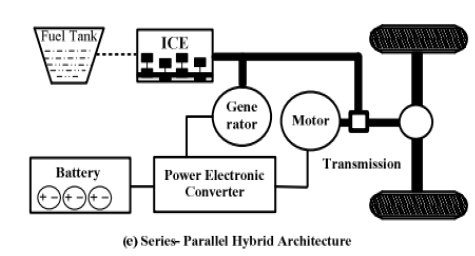 Fuel Tank
ICE
Gene
rator
Motor
Transmission
Battery
+ - + - + -
Power Electronic
Converter
(e) Series- Parallel Hybrid Architecture